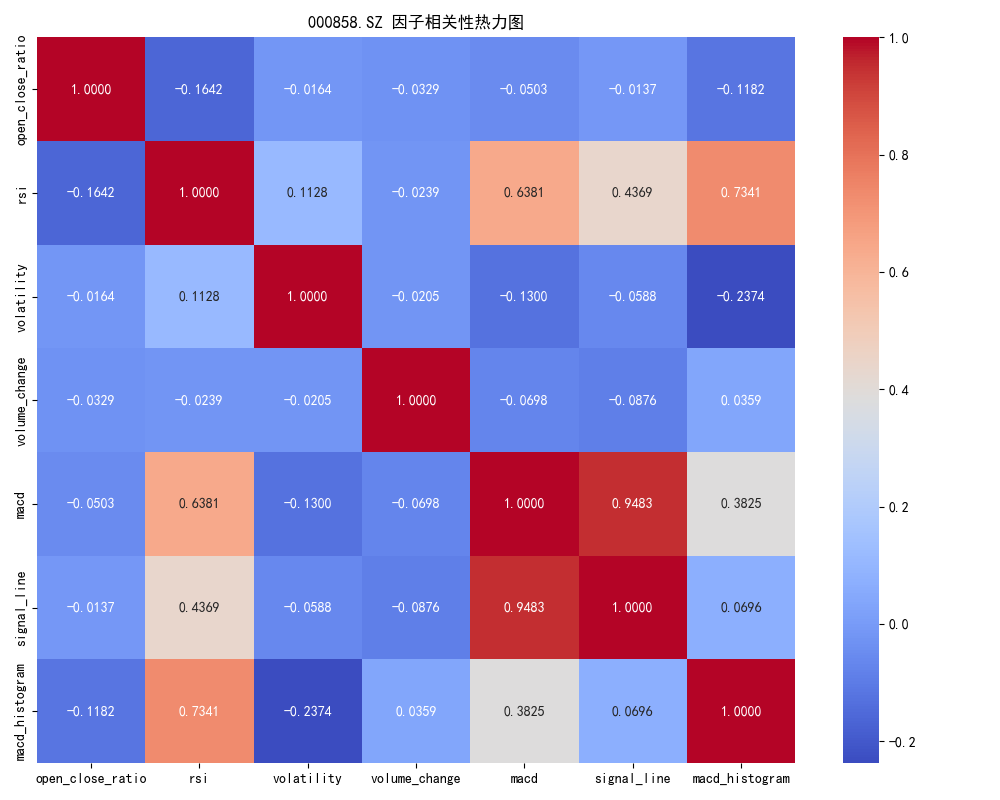 000858.SZ 因子相关性热力图
open_close_ratio 1.0000 -0.1642 -0.0164 -0.0329 -0.0503 -0.0137 -0.1182
rsi -0.1642 1.0000 0.1128 -0.0239 0.6381 0.4369 0.7341
volatility -0.0164 0.1128 1.0000 -0.0205 -0.1300 -0.0588 -0.2374
volume_change -0.0329 -0.0239 -0.0205 1.0000 -0.0698 -0.0876 0.0359
macd -0.0503 0.6381 -0.1300 -0.0698 1.0000 0.9483 0.3825
signal_line -0.0137 0.4369 -0.0588 -0.0876 0.9483 1.0000 0.0696
macd_histogram -0.1182 0.7341 -0.2374 0.0359 0.3825 0.0696 1.0000
open_close_ratio rsi volatility volume_change macd signal_line macd_histogram
1.0
0.8
0.6
0.4
0.2
0.0
-0.2